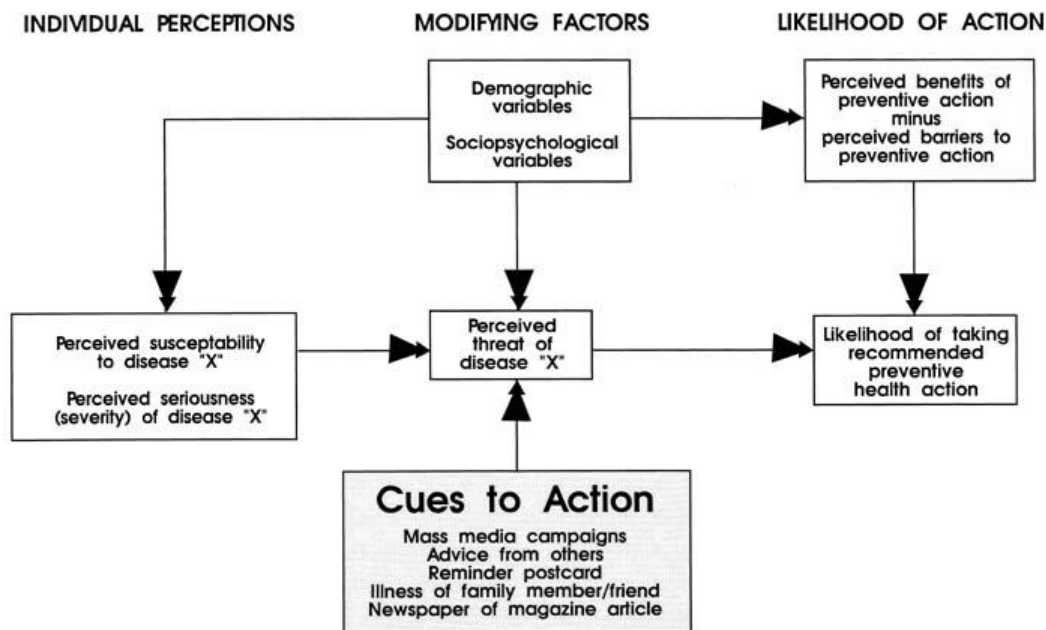 INDIVIDUAL PERCEPTIONS
MODIFYING FACTORS
LIKELIHOOD OF ACTION
Demographic
variables
Sociopsychological
variables
Perceived benefits of
preventive action
minus
perceived barriers to
preventive action
Perceived susceptability
to disease "X"
Perceived seriousness
(severity) of disease "X"
Perceived
threat of
disease "X"
Likelihood of taking
recommended
preventive
health action
Cues to Action
Mass media campaigns
Advice from others
Reminder postcard
Illness of family member/friend
Newspaper of magazine article